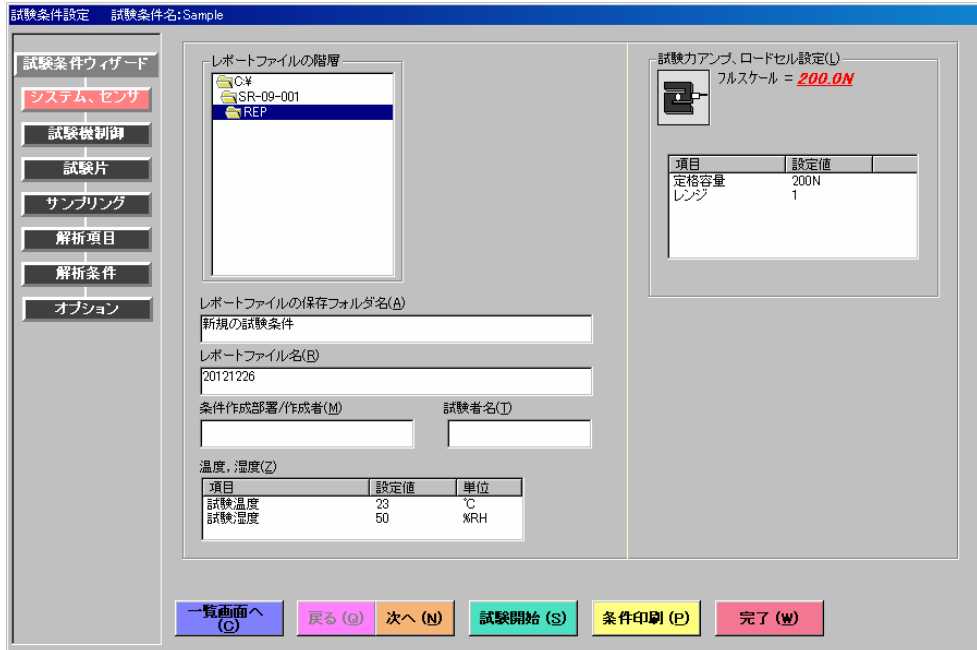 試験条件設定 試験条件名:Sample
試験条件ウィザード
システム、センサ
試験機制御
試験片
サンプリング
解析項目
解析条件
オプション
レポートファイルの階層
C:¥
SR-09-001
REP
レポートファイルの保存フォルダ名(A)
新規の試験条件
レポートファイル名(R)
20121226
条件作成部署/作成者(M) 試験者名(T)
温度,湿度(Z)
項目 設定値 単位
試験温度 23 ℃
試験湿度 50 %RH
試験力アンプ、ロードセル設定(L)
フルスケール = 200.0N
項目 設定値
定格容量 200N
レンジ 1
一覧画面へ
(C)
戻る (Q) 次へ (N) 試験開始 (S) 条件印刷 (P) 完了 (W)